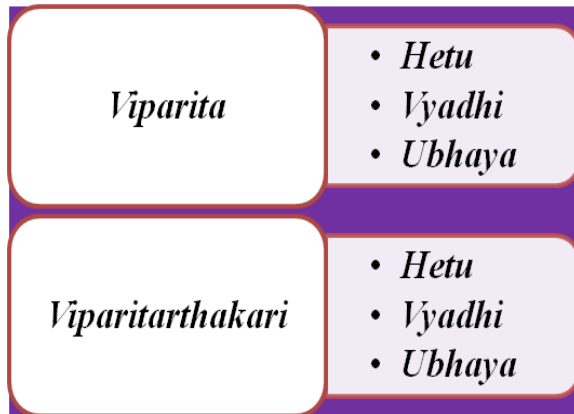 Viparita
• Hetu
• Vyadhi
• Ubhaya
Viparitarthakari
• Hetu
• Vyadhi
• Ubhaya